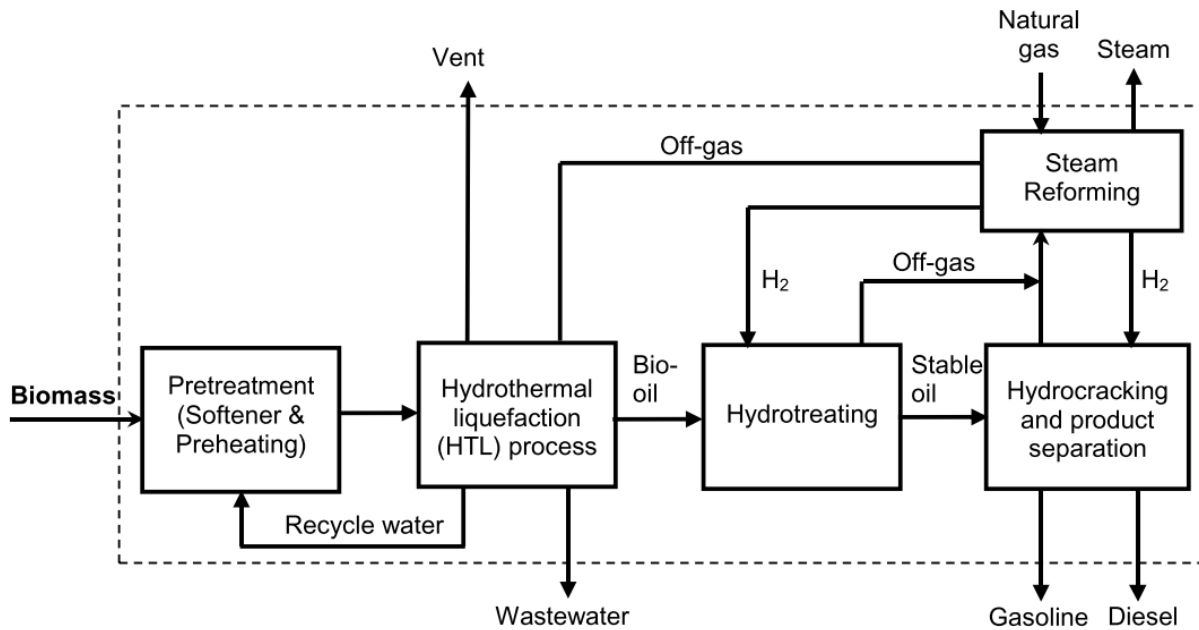 Natural
gas
Steam
Vent
Off-gas
Steam
Reforming
Off-gas
H₂
H₂
Biomass
Pretreatment
(Softener &
Preheating)
Hydrothermal
liquefaction
(HTL) process
Bio-
oil
Hydrotreating
Stable
oil
Hydrocracking
and product
separation
Recycle water
Wastewater
Gasoline
Diesel